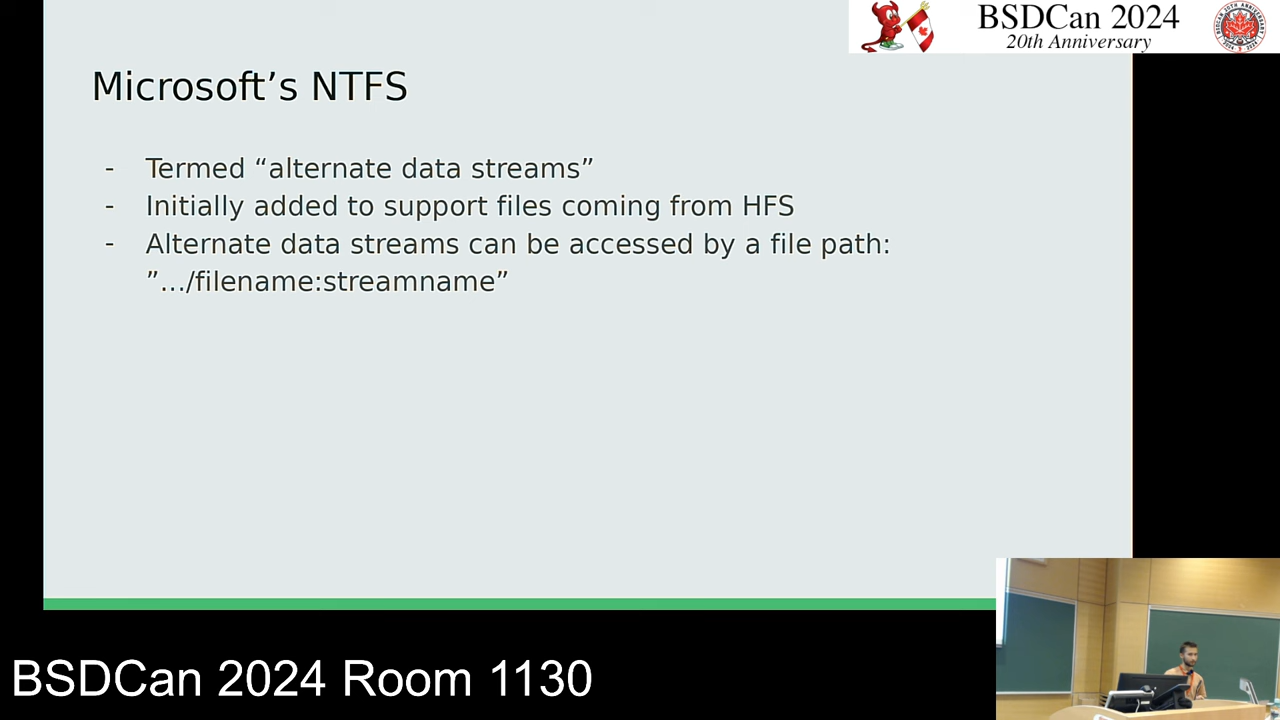 BSDCan 2024
20th Anniversary
Microsoft’s NTFS
- Termed “alternate data streams”
- Initially added to support files coming from HFS
- Alternate data streams can be accessed by a file path:
”.../filename:streamname”
BSDCan 2024 Room 1130